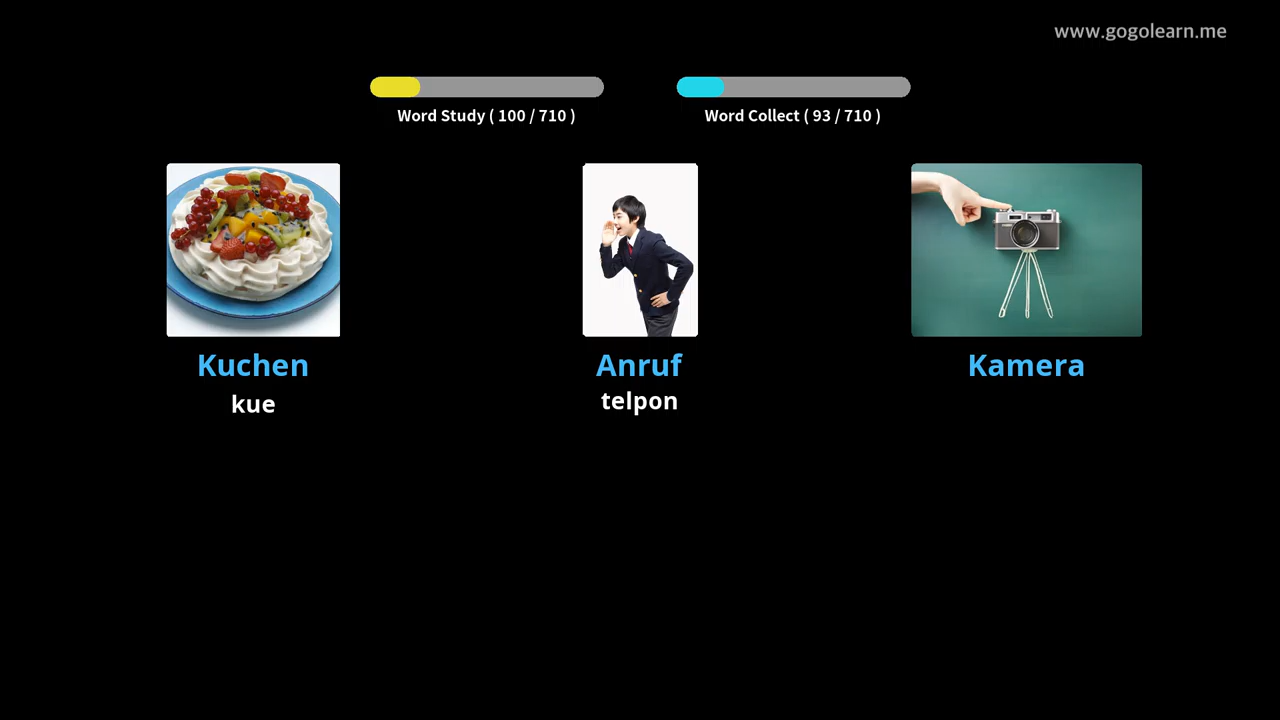 www.gogolearn.me
Word Study ( 100 / 710 )
Word Collect ( 93 / 710 )
Kuchen
Anruf
Kamera
kue
telpon